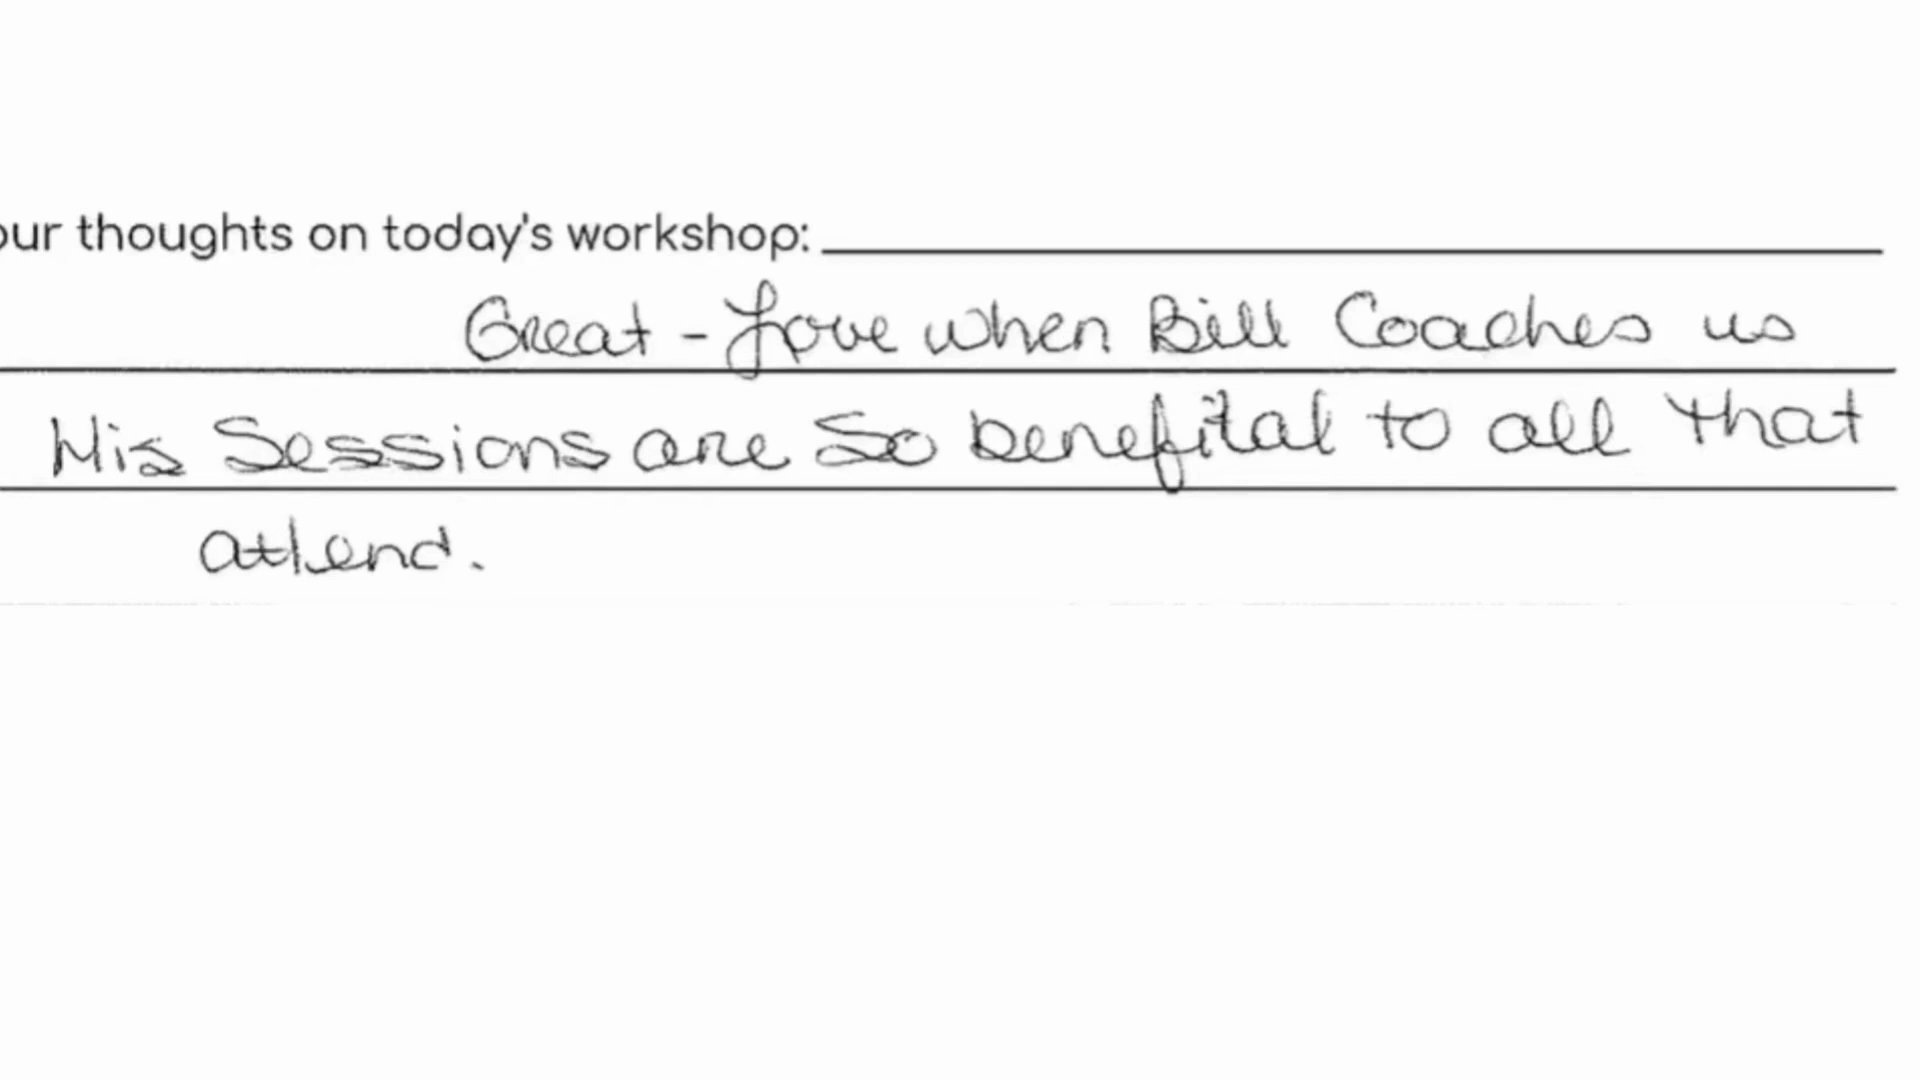 our thoughts on today's workshop:
Great - Love when Bill Coaches us
His Sessions are So benefital to all that
attend.